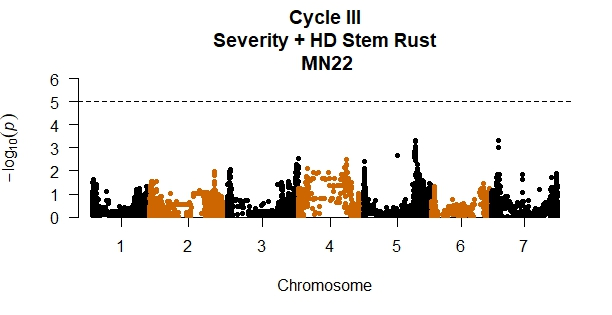 Cycle III
Severity + HD Stem Rust
MN22
6
5
4
3
2
1
0
−log10(p)
1 2 3 4 5 6 7
Chromosome